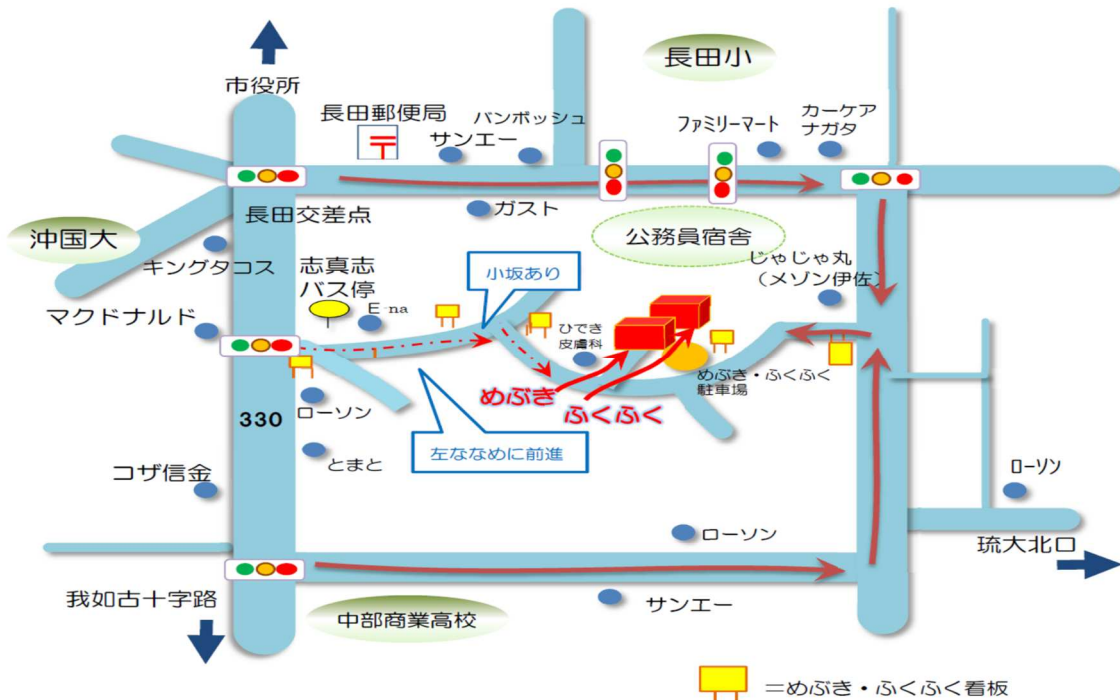 長田小
市役所
長田郵便局
サンエー
バンボッシュ
ファミリーマート
カーケア
ナガタ
長田交差点
ガスト
沖国大
公務員宿舎
キングタコス
志真志
バス停
小坂あり
じゃじゃ丸
(メゾン伊佐)
マクドナルド
E-na
ひでき
皮膚科
めぶき・ふくふく
駐車場
めぶき
ふくふく
ローソン
330
左ななめに前進
とまと
コザ信金
ローソン
ローソン
琉大北口
我如古十字路
中部商業高校
サンエー
=めぶき・ふくふく看板